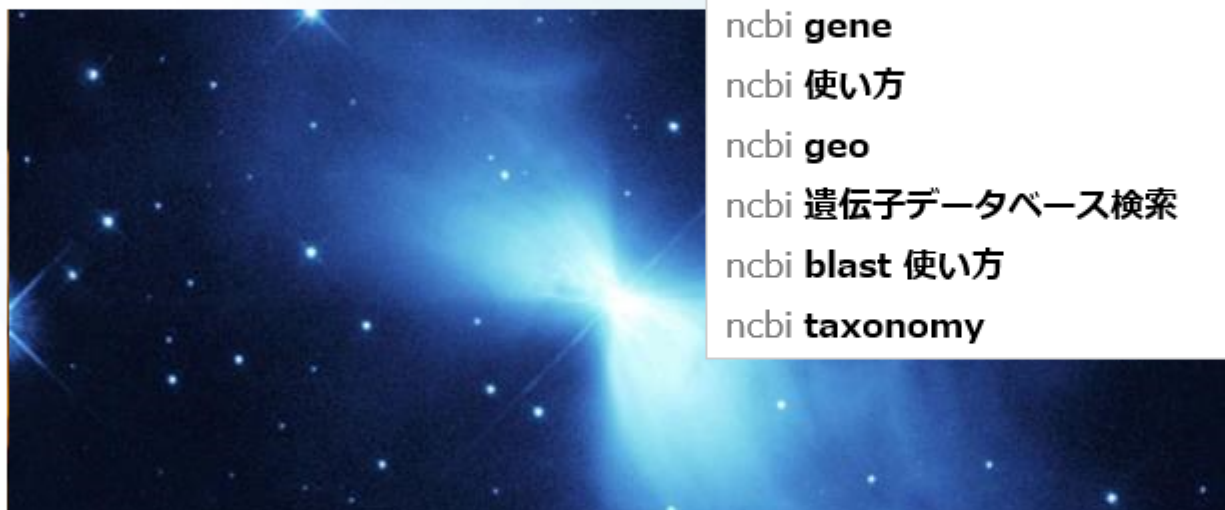 ncbi gene
ncbi 使い方
ncbi geo
ncbi 遺伝子データベース検索
ncbi blast 使い方
ncbi taxonomy